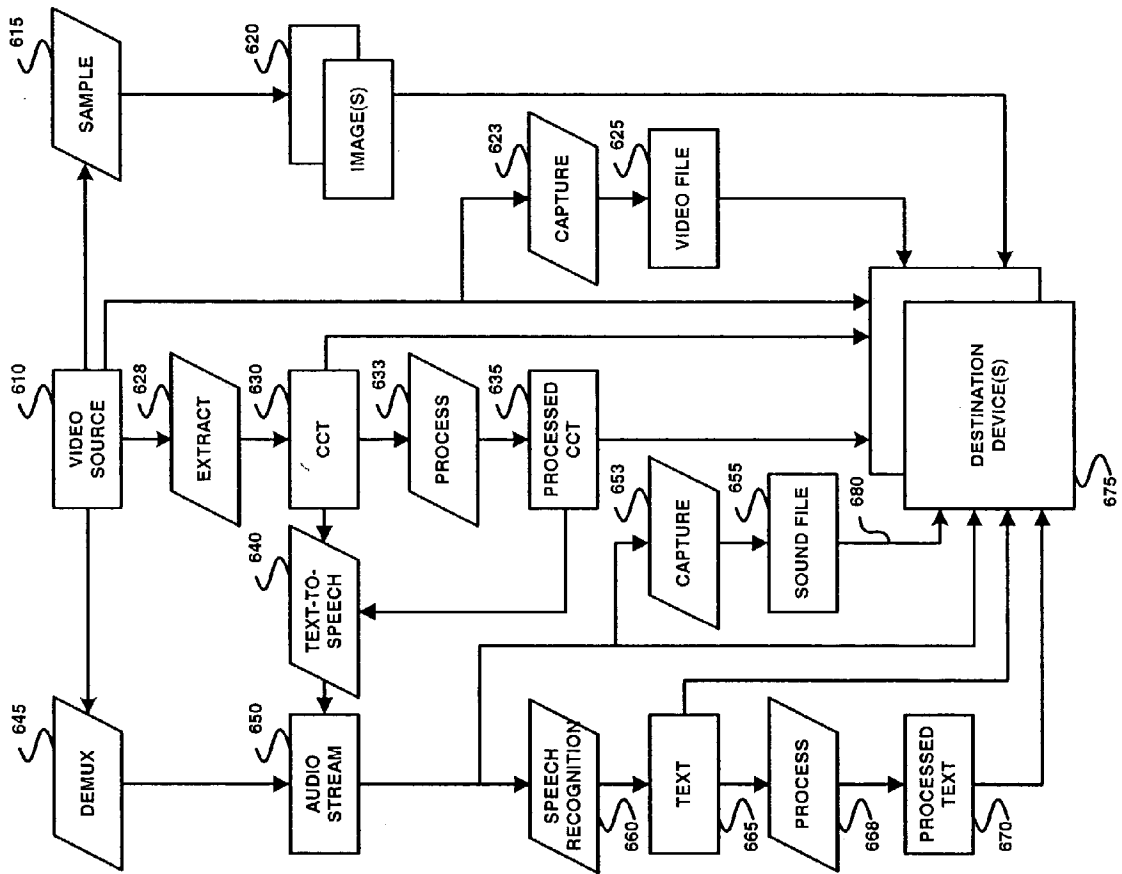 615
SAMPLE
620
IMAGE(S)
623
CAPTURE
625
VIDEO FILE
610
VIDEO
SOURCE
628
EXTRACT
630
CCT
633
PROCESS
635
PROCESSED
CCT
640
TEXT-TO-
SPEECH
653
CAPTURE
655
SOUND FILE
680
DESTINATION
DEVICE(S)
675
645
DEMUX
650
AUDIO
STREAM
SPEECH
RECOGNITION
660
TEXT
665
PROCESS
668
PROCESSED
TEXT
670